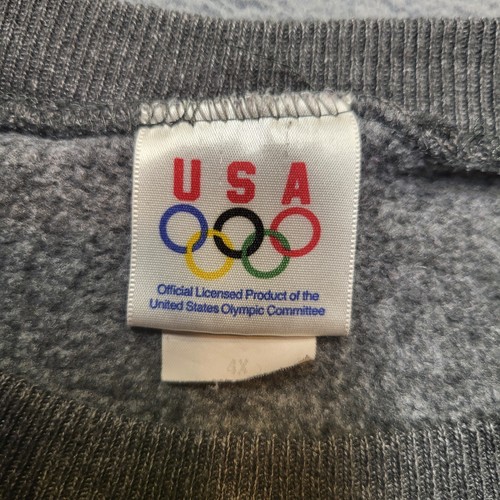 USA
Official Licensed Product of the
United States Olympic Committee
4X